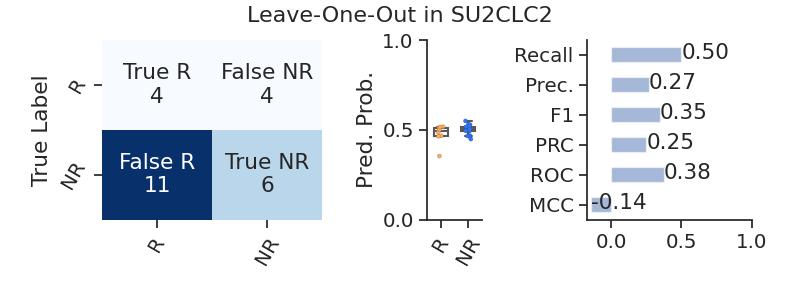 Leave-One-Out in SU2CLC2
True Label
R
NR
True R
4
False NR
4
False R
11
True NR
6
R
NR
Pred. Prob.
1.0
0.5
0.0
R
NR
Recall
0.50
Prec.
0.27
F1
0.35
PRC
0.25
ROC
0.38
MCC
-0.14
0.0
0.5
1.0